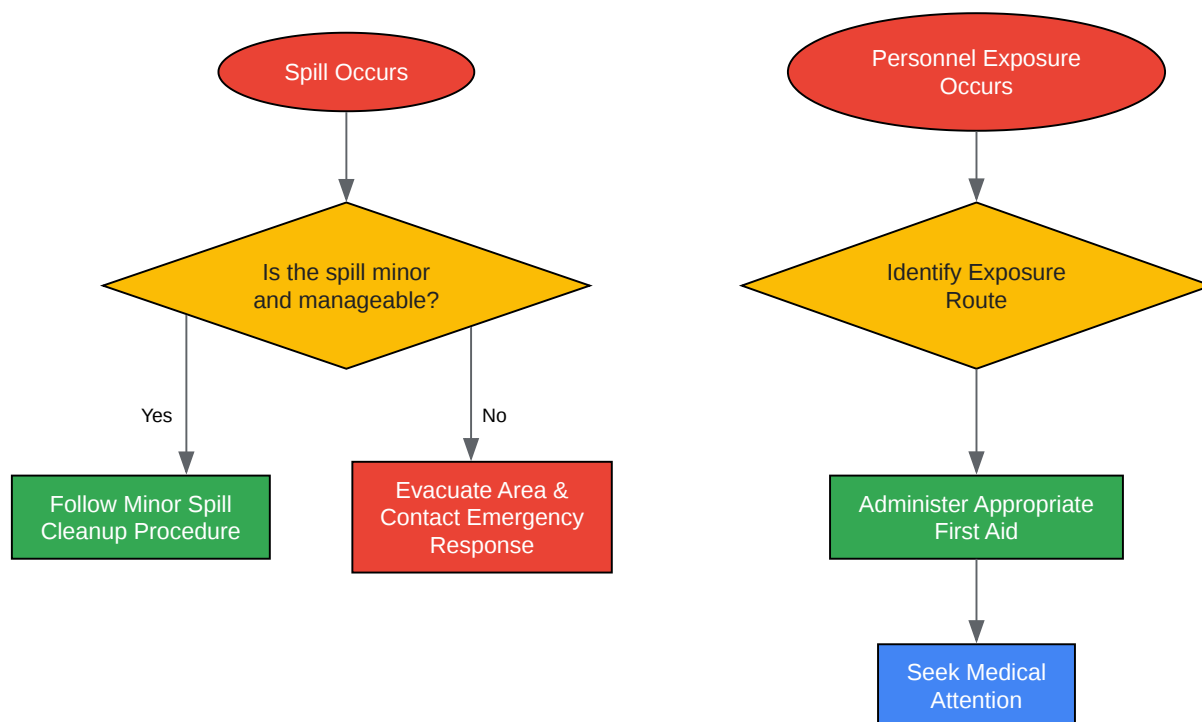 Spill Occurs
Is the spill minor
and manageable?
Yes
No
Follow Minor Spill
Cleanup Procedure
Evacuate Area &
Contact Emergency
Response
Personnel Exposure
Occurs
Identify Exposure
Route
Administer Appropriate
First Aid
Seek Medical
Attention